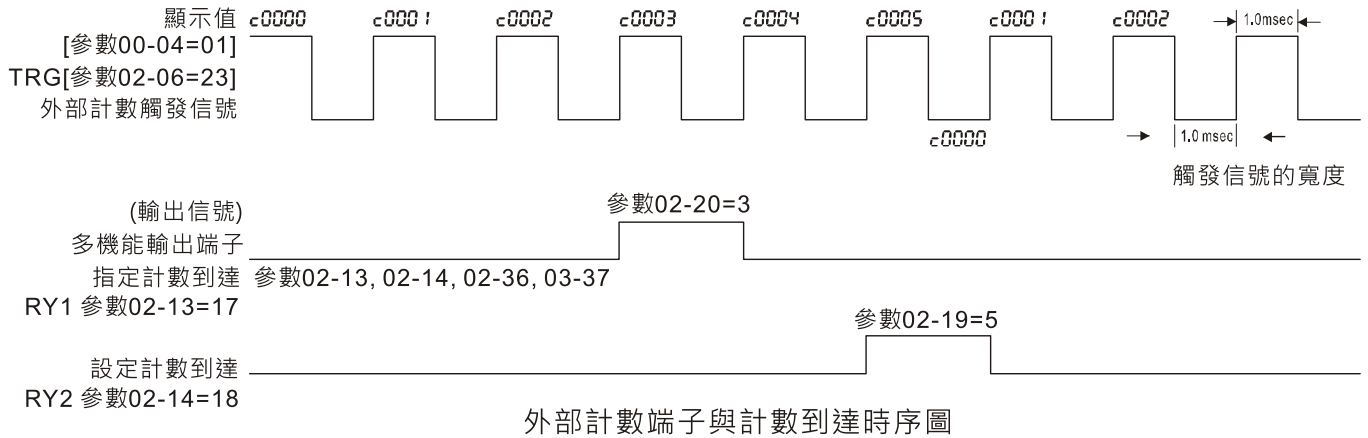 顯示值 c0000 c0001 c0002 c0003 c0004 c0005 c0001 c0002 1.0msec
[參數00-04=01]
TRG[參數02-06=23]
外部計數觸發信號
c0000 1.0 msec
觸發信號的寬度
(輸出信號) 參數02-20=3
多機能輸出端子
指定計數到達 參數02-13, 02-14, 02-36, 03-37
RY1 參數02-13=17
參數02-19=5
設定計數到達
RY2 參數02-14=18
外部計數端子與計數到達時序圖